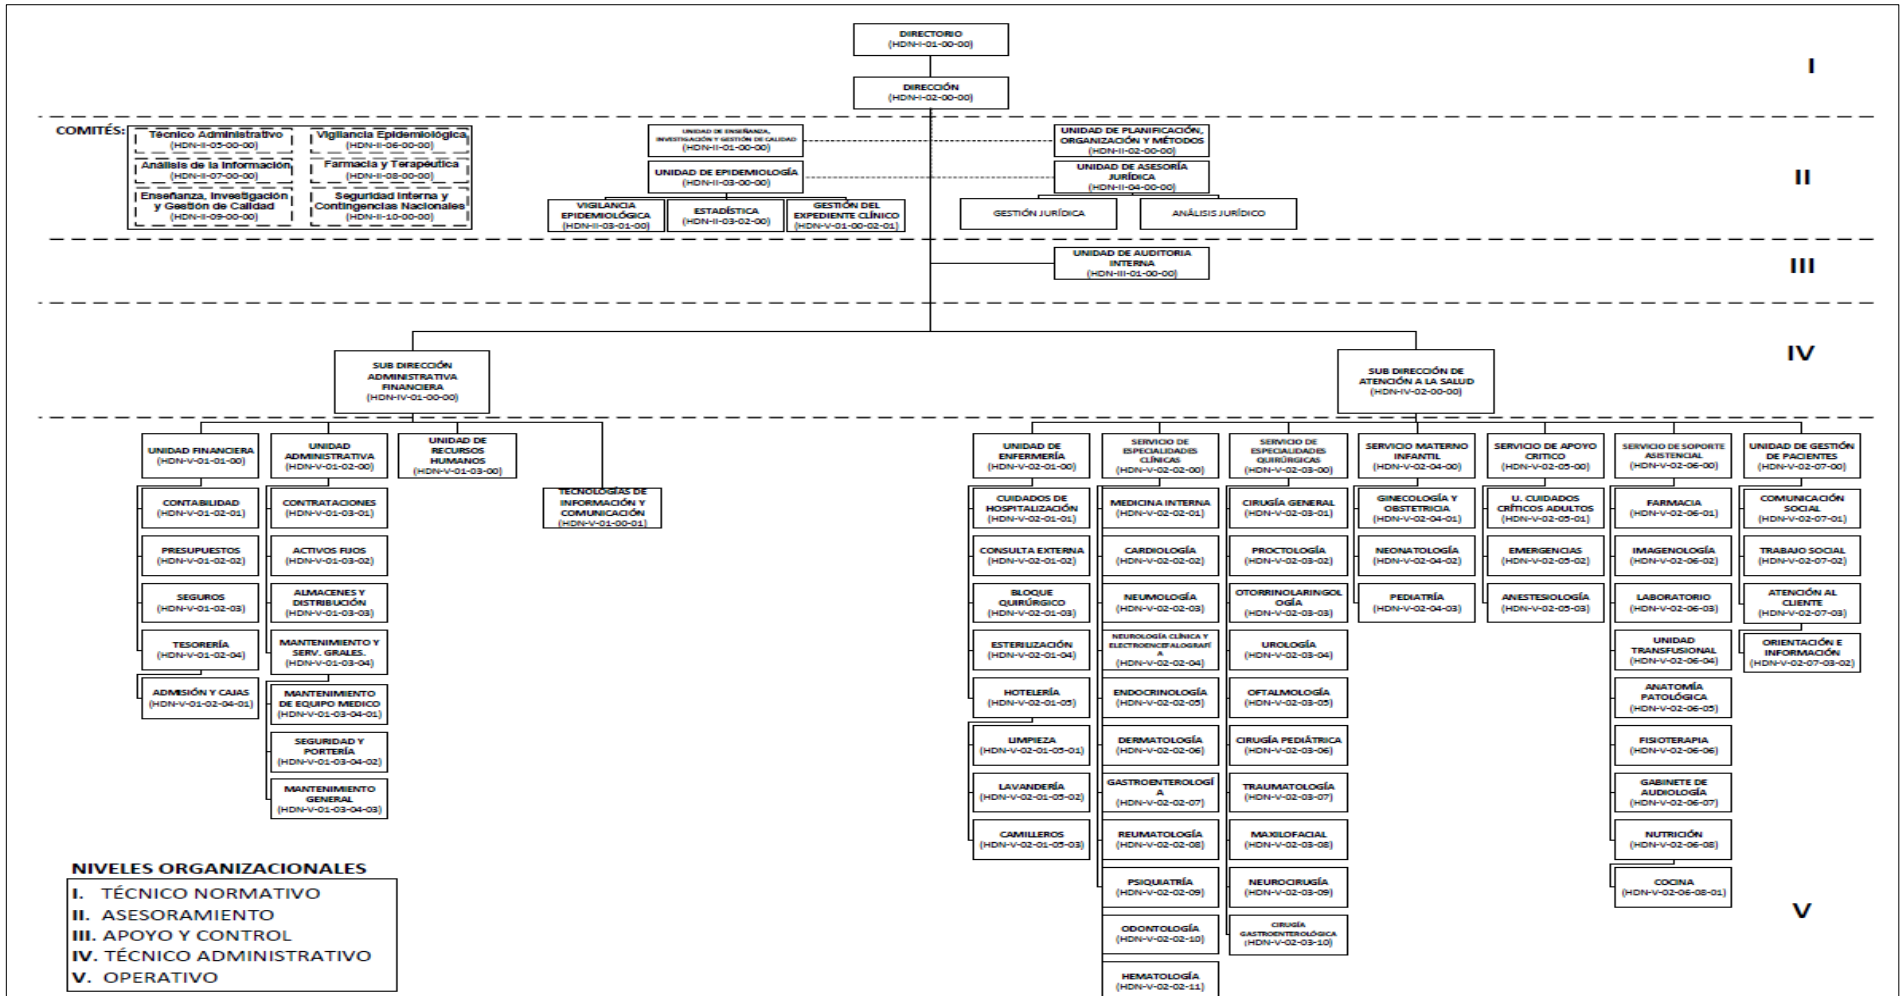 DIRECTORIO
(HDN-I-01-00-00)
DIRECCIÓN
(HDN-I-02-00-00)
I
COMITÉS:
Técnico Administrativo
(HDN-II-05-00-00)
Vigilancia Epidemiológica
(HDN-II-06-00-00)
Análisis de la Información
(HDN-II-07-00-00)
Farmacia y Terapéutica
(HDN-II-08-00-00)
Enseñanza, Investigación
y Gestión de Calidad
(HDN-II-09-00-00)
Seguridad Interna y
Contingencias Nacionales
(HDN-II-10-00-00)
UNIDAD DE ENSEÑANZA,
INVESTIGACIÓN Y GESTIÓN DE CALIDAD
(HDN-II-01-00-00)
UNIDAD DE PLANIFICACIÓN,
ORGANIZACIÓN Y MÉTODOS
(HDN-II-02-00-00)
UNIDAD DE EPIDEMIOLOGÍA
(HDN-II-03-00-00)
UNIDAD DE ASESORÍA
JURÍDICA
(HDN-II-04-00-00)
II
VIGILANCIA
EPIDEMIOLÓGICA
(HDN-II-03-01-00)
ESTADÍSTICA
(HDN-II-03-02-00)
GESTIÓN DEL
EXPEDIENTE CLÍNICO
(HDN-V-01-00-02-01)
GESTIÓN JURÍDICA
ANÁLISIS JURÍDICO
UNIDAD DE AUDITORIA
INTERNA
(HDN-III-01-00-00)
III
SUB DIRECCIÓN
ADMINISTRATIVA
FINANCIERA
(HDN-IV-01-00-00)
SUB DIRECCIÓN DE
ATENCIÓN A LA SALUD
(HDN-IV-02-00-00)
IV
UNIDAD FINANCIERA
(HDN-V-01-01-00)
CONTABILIDAD
(HDN-V-01-02-01)
PRESUPUESTOS
(HDN-V-01-02-02)
SEGUROS
(HDN-V-01-02-03)
TESORERÍA
(HDN-V-01-02-04)
ADMISIÓN Y CAJAS
(HDN-V-01-02-04-01)
UNIDAD
ADMINISTRATIVA
(HDN-V-01-02-00)
CONTRATACIONES
(HDN-V-01-03-01)
ACTIVOS FIJOS
(HDN-V-01-03-02)
ALMACENES Y
DISTRIBUCIÓN
(HDN-V-01-03-03)
MANTENIMIENTO Y
SERV. GRALES.
(HDN-V-01-03-04)
MANTENIMIENTO
DE EQUIPO MEDICO
(HDN-V-01-03-04-01)
SEGURIDAD Y
PORTERÍA
(HDN-V-01-03-04-02)
MANTENIMIENTO
GENERAL
(HDN-V-01-03-04-03)
UNIDAD DE
RECURSOS
HUMANOS
(HDN-V-01-03-00)
TECNOLOGÍAS DE
INFORMACIÓN Y
COMUNICACIÓN
(HDN-V-01-00-01)
UNIDAD DE
ENFERMERÍA
(HDN-V-02-01-00)
CUIDADOS DE
HOSPITALIZACIÓN
(HDN-V-02-01-01)
CONSULTA EXTERNA
(HDN-V-02-01-02)
BLOQUE
QUIRÚRGICO
(HDN-V-02-01-03)
ESTERILIZACIÓN
(HDN-V-02-01-04)
HOTELERÍA
(HDN-V-02-01-05)
LIMPIEZA
(HDN-V-02-01-05-01)
LAVANDERÍA
(HDN-V-02-01-05-02)
CAMILLEROS
(HDN-V-02-01-05-03)
SERVICIO DE
ESPECIALIDADES
CLÍNICAS
(HDN-V-02-02-00)
MEDICINA INTERNA
(HDN-V-02-02-01)
CARDIOLOGÍA
(HDN-V-02-02-02)
NEUMOLOGÍA
(HDN-V-02-02-03)
NEUROLOGÍA CLÍNICA Y
ELECTROENCEFALOGRAFÍ
A
(HDN-V-02-02-04)
ENDOCRINOLOGÍA
(HDN-V-02-02-05)
DERMATOLOGÍA
(HDN-V-02-02-06)
GASTROENTEROLOGÍ
A
(HDN-V-02-02-07)
REUMATOLOGÍA
(HDN-V-02-02-08)
PSIQUIATRÍA
(HDN-V-02-02-09)
ODONTOLOGÍA
(HDN-V-02-02-10)
HEMATOLOGÍA
(HDN-V-02-02-11)
SERVICIO DE
ESPECIALIDADES
QUIRÚRGICAS
(HDN-V-02-03-00)
CIRUGÍA GENERAL
(HDN-V-02-03-01)
PROCTOLOGÍA
(HDN-V-02-03-02)
OTORRINOLARINGOL
OGÍA
(HDN-V-02-03-03)
UROLOGÍA
(HDN-V-02-03-04)
OFTALMOLOGÍA
(HDN-V-02-03-05)
CIRUGÍA PEDIÁTRICA
(HDN-V-02-03-06)
TRAUMATOLOGÍA
(HDN-V-02-03-07)
MAXILOFACIAL
(HDN-V-02-03-08)
NEUROCIRUGÍA
(HDN-V-02-03-09)
CIRUGÍA
GASTROENTEROLÓGICA
(HDN-V-02-03-10)
SERVICIO MATERNO
INFANTIL
(HDN-V-02-04-00)
GINECOLOGÍA Y
OBSTETRICIA
(HDN-V-02-04-01)
NEONATOLOGÍA
(HDN-V-02-04-02)
PEDIATRÍA
(HDN-V-02-04-03)
SERVICIO DE APOYO
CRITICO
(HDN-V-02-05-00)
U. CUIDADOS
CRÍTICOS ADULTOS
(HDN-V-02-05-01)
EMERGENCIAS
(HDN-V-02-05-02)
ANESTESIOLOGÍA
(HDN-V-02-05-03)
SERVICIO DE SOPORTE
ASISTENCIAL
(HDN-V-02-06-00)
FARMACIA
(HDN-V-02-06-01)
IMAGENOLOGÍA
(HDN-V-02-06-02)
LABORATORIO
(HDN-V-02-06-03)
UNIDAD
TRANSFUSIONAL
(HDN-V-02-06-04)
ANATOMÍA
PATOLÓGICA
(HDN-V-02-06-05)
FISIOTERAPIA
(HDN-V-02-06-06)
GABINETE DE
AUDIOLOGÍA
(HDN-V-02-06-07)
NUTRICIÓN
(HDN-V-02-06-08)
COCINA
(HDN-V-02-06-08-01)
UNIDAD DE GESTIÓN
DE PACIENTES
(HDN-V-02-07-00)
COMUNICACIÓN
SOCIAL
(HDN-V-02-07-01)
TRABAJO SOCIAL
(HDN-V-02-07-02)
ATENCIÓN AL
CLIENTE
(HDN-V-02-07-03)
ORIENTACIÓN E
INFORMACIÓN
(HDN-V-02-07-03-02)
V
NIVELES ORGANIZACIONALES
I. TÉCNICO NORMATIVO
II. ASESORAMIENTO
III. APOYO Y CONTROL
IV. TÉCNICO ADMINISTRATIVO
V. OPERATIVO